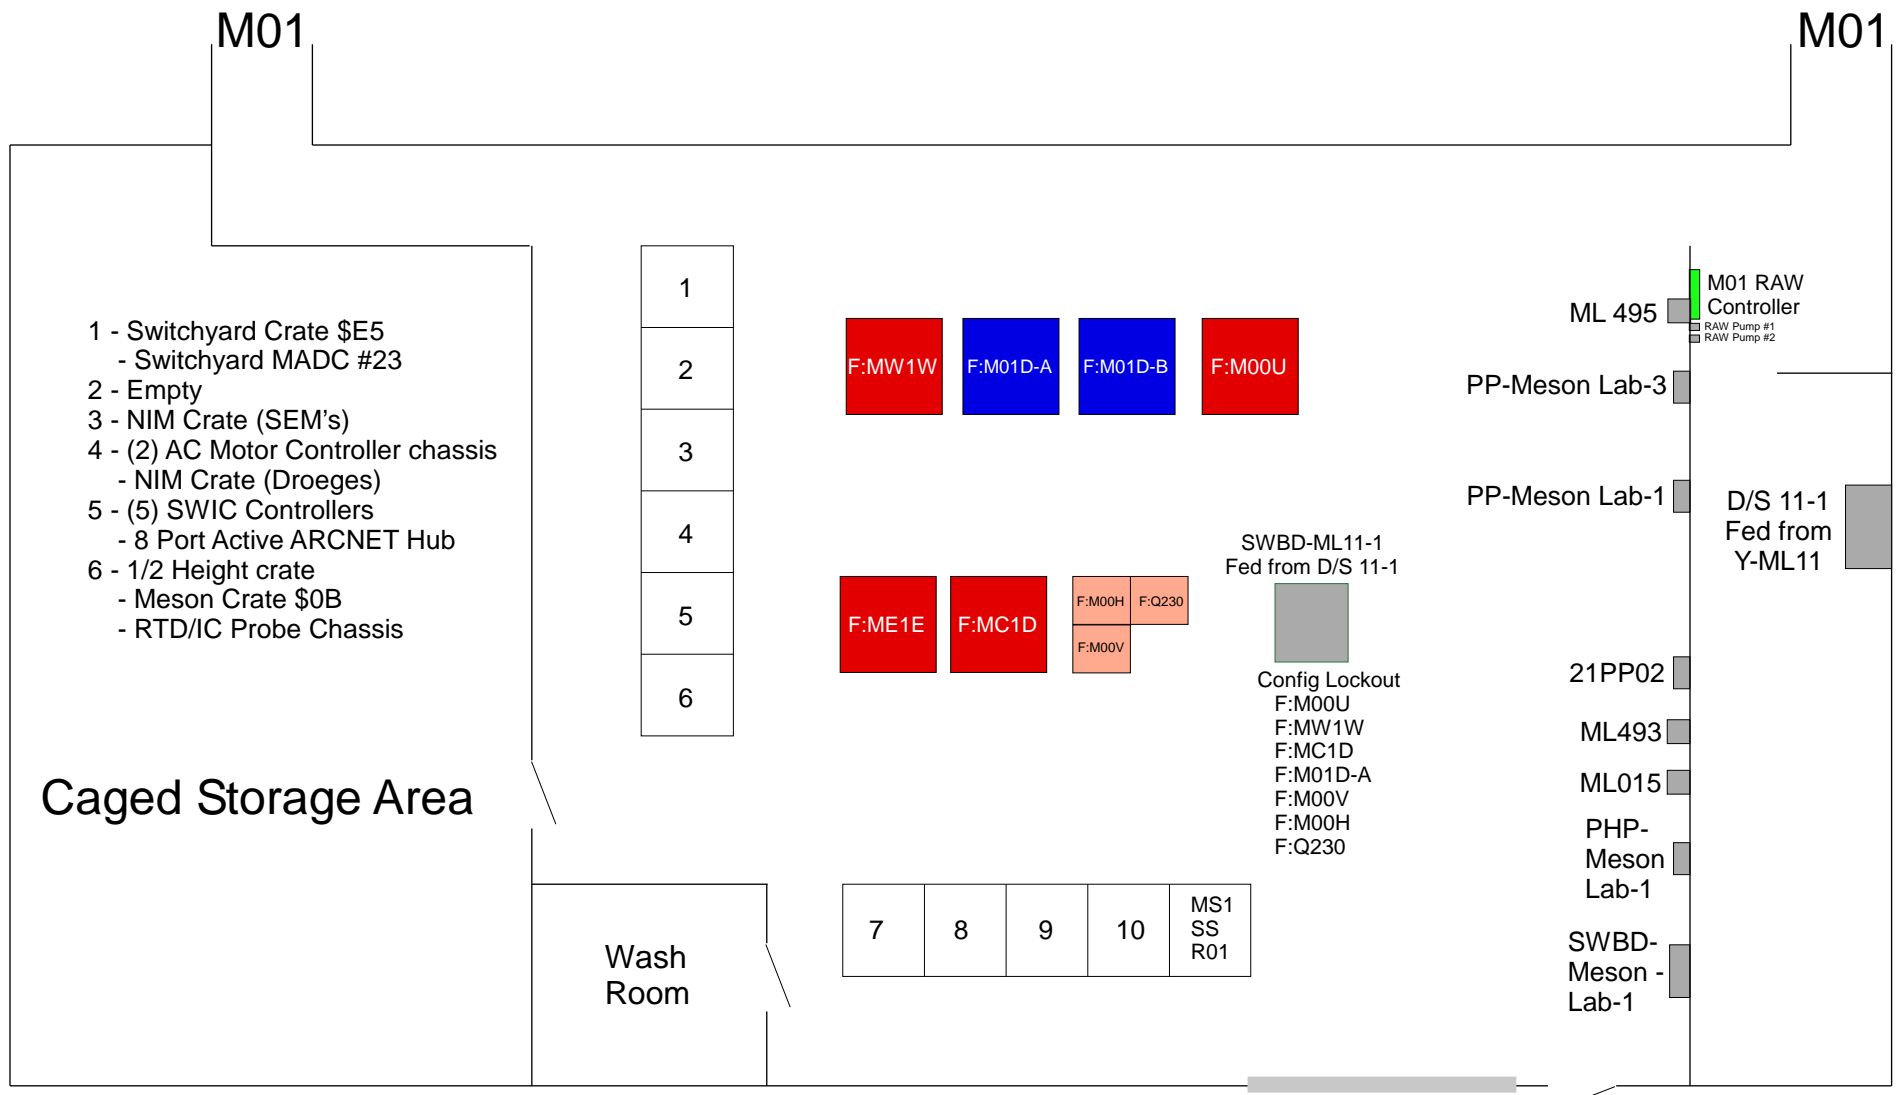 M01
M01
1 - Switchyard Crate $E5
- Switchyard MADC #23
2 - Empty
3 - NIM Crate (SEM's)
4 - (2) AC Motor Controller chassis
- NIM Crate (Droeges)
5 - (5) SWIC Controllers
- 8 Port Active ARCNET Hub
6 - 1/2 Height crate
- Meson Crate $0B
- RTD/IC Probe Chassis
Caged Storage Area
1
2
3
4
5
6
F:MW1W
F:M01D-A
F:M01D-B
F:M00U
F:ME1E
F:MC1D
F:M00H
F:Q230
F:M00V
SWBD-ML11-1
Fed from D/S 11-1
Config Lockout
F:M00U
F:MW1W
F:MC1D
F:M01D-A
F:M00V
F:M00H
F:Q230
Wash
Room
7
8
9
10
MS1
SS
R01
ML 495
M01 RAW
Controller
RAW Pump #1
RAW Pump #2
PP-Meson Lab-3
PP-Meson Lab-1
D/S 11-1
Fed from
Y-ML11
21PP02
ML493
ML015
PHP-
Meson
Lab-1
SWBD-
Meson -
Lab-1